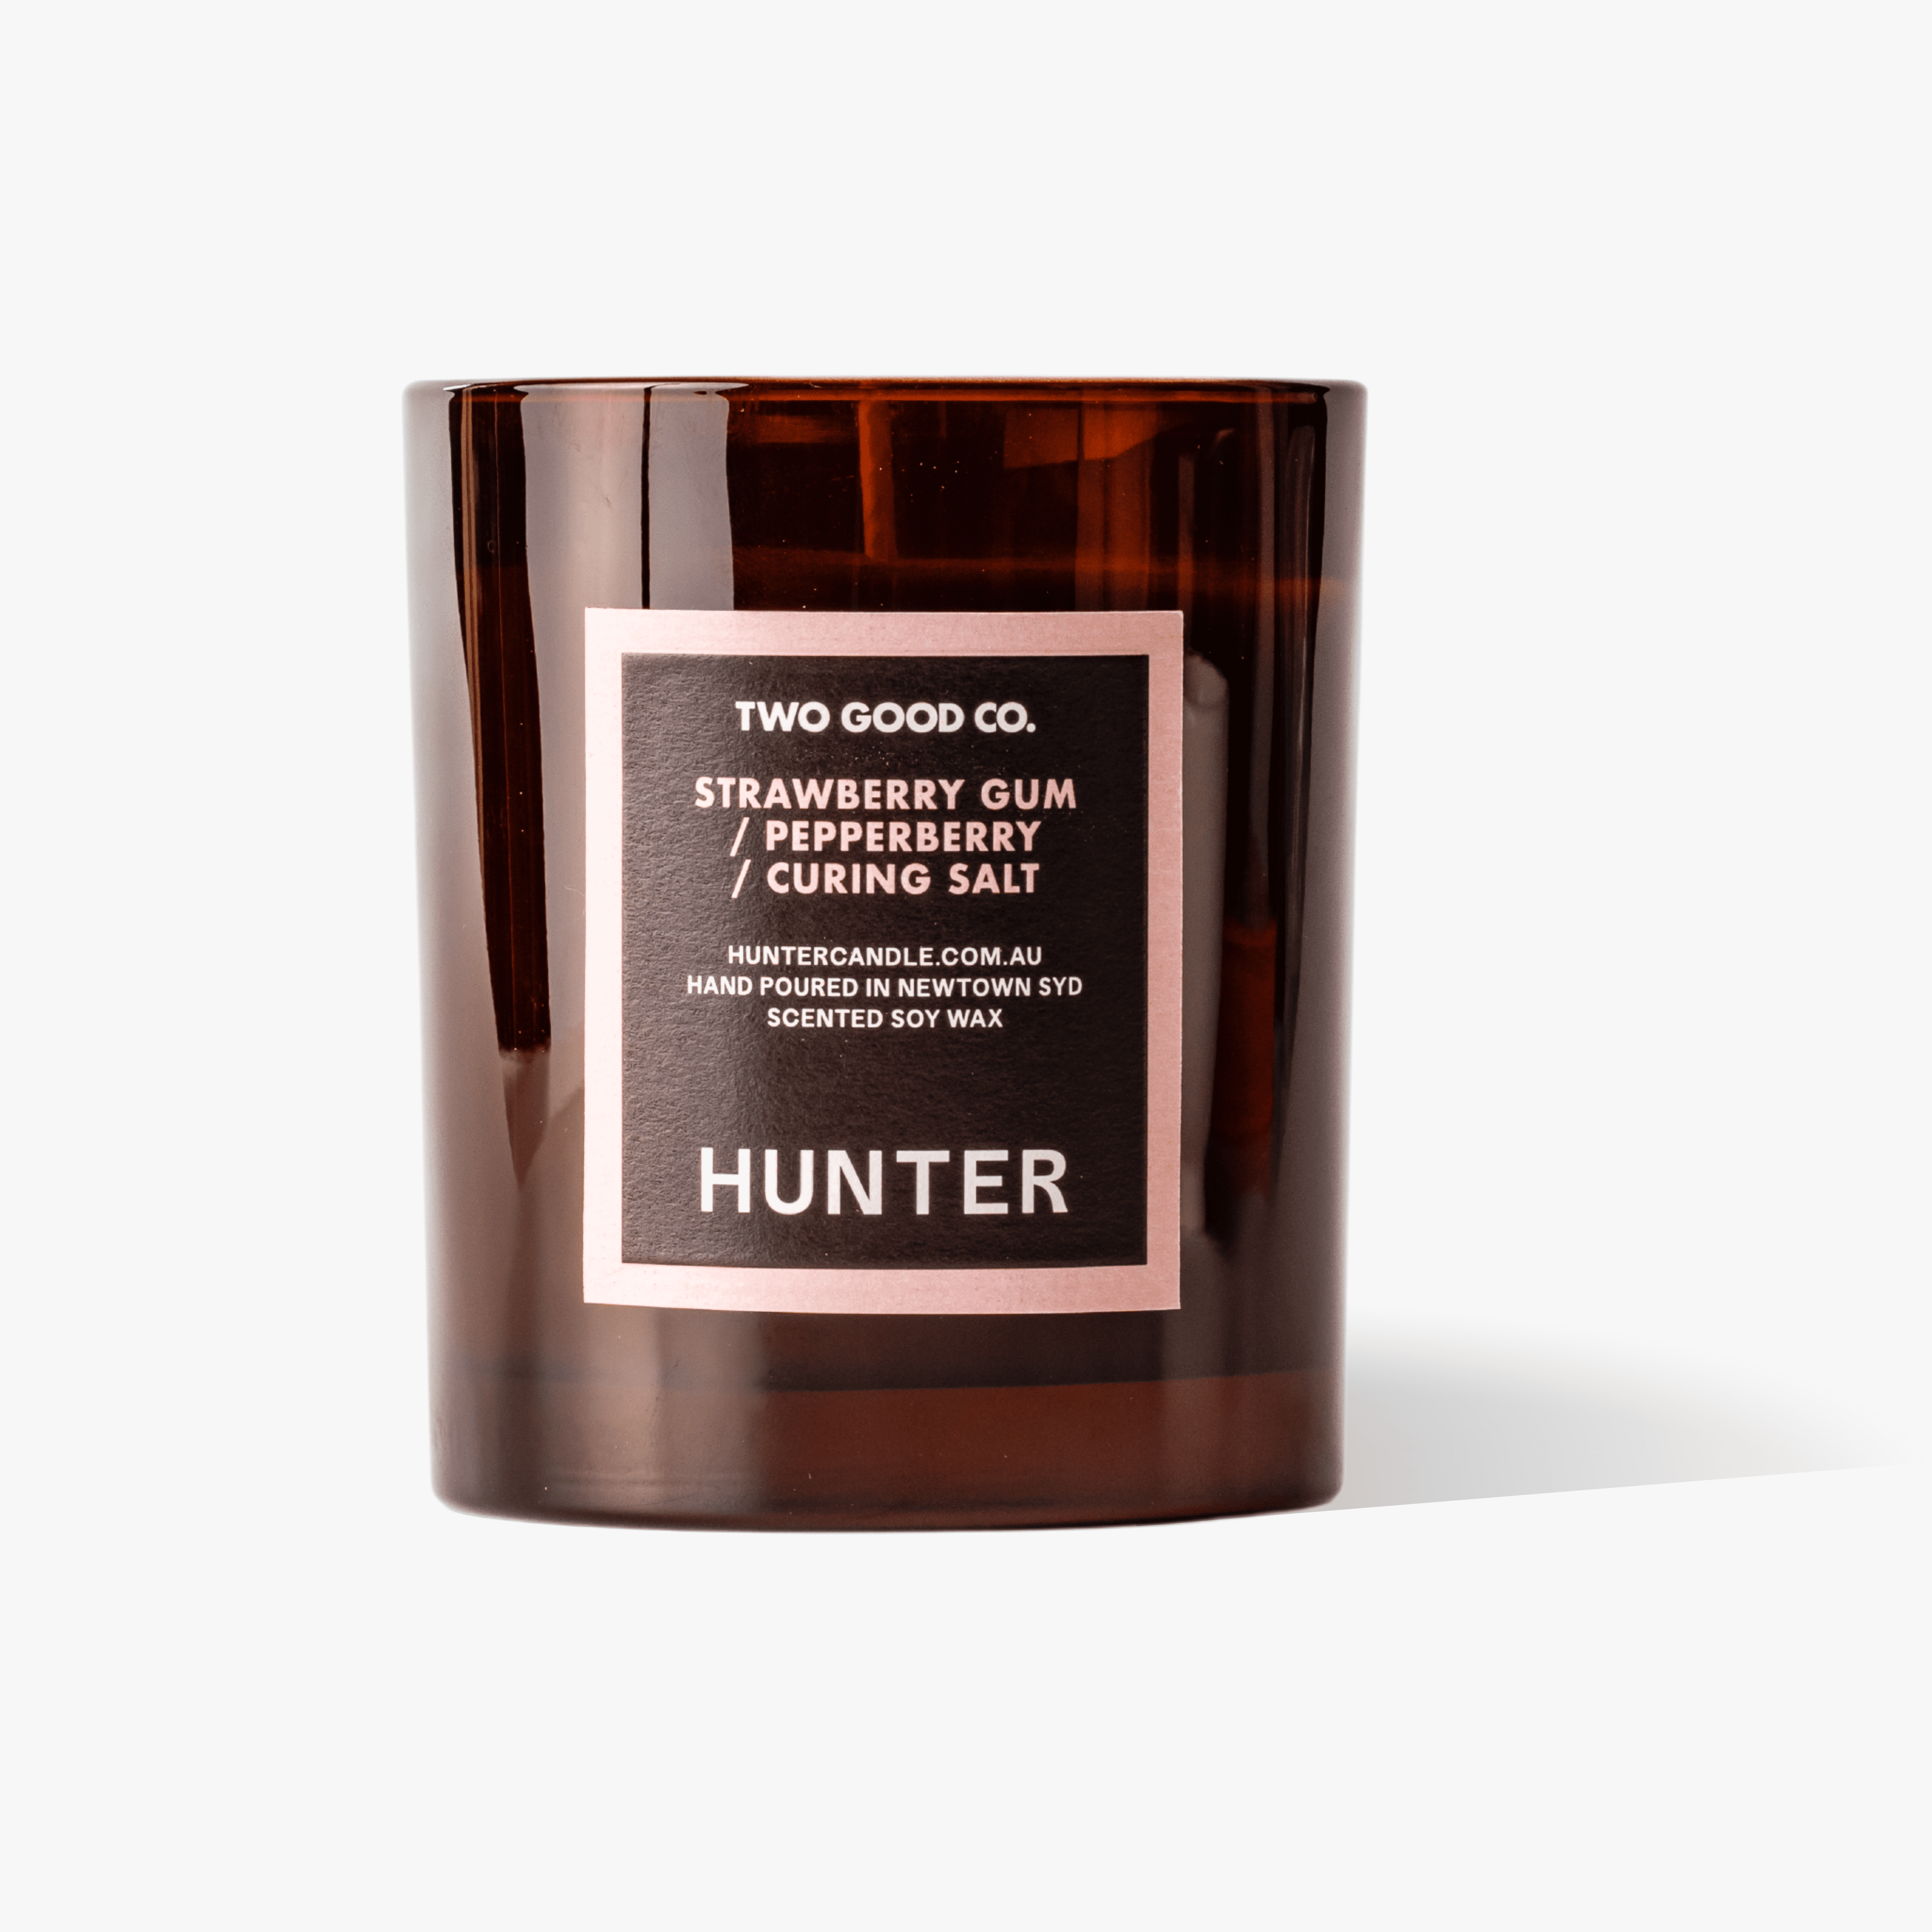 TWO GOOD CO.
STRAWBERRY GUM
/ PEPPERBERRY
/ CURING SALT
HUNTERCANDLE.COM.AU
HAND POURED IN NEWTOWN SYD
SCENTED SOY WAX
HUNTER